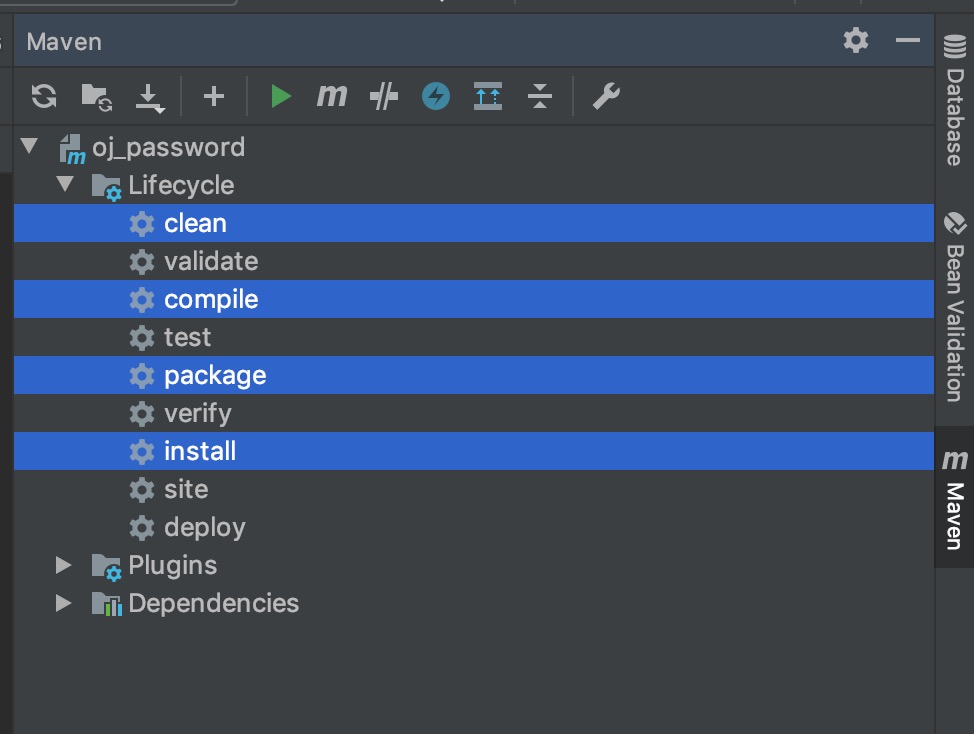 Maven
oj_password
Lifecycle
clean
validate
compile
test
package
verify
install
site
deploy
Plugins
Dependencies
Database
Bean Validation
Maven